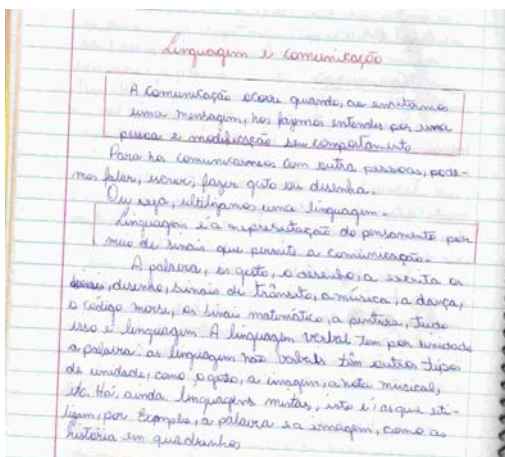 Linguagem é comunicação
A comunicação ocorre quando, ao emitirmos
uma mensagem, nos fazemos entender por uma
pessoa e modificação seu comportamento
Para nos comunicarmos com outra pessoas, pode-
mos falar, escrever, fazer gesto ou desenha.
Ou seja, ultilizamos uma linguagem.
Linguagem é a representação do pensamento por
meio de sinais que permite a comunicação.
A palavra, os gesto, o desenho, a escrita os
desenho, sinais de trânsito, a música, a dança,
o código morse, os sinais matemático, a pintura, tudo
isso é linguagem A linguagem verbal tem por unidade
a palavra: as linguagem não verbals têm outros tipos
de unidade, como o gesto, a imagem, a nota musical,
etc. Há, ainda linguagens mistas, isto é, as que uti-
lizam, por Exemplo, a palavra e a imagem, como as
história em quadrinhos